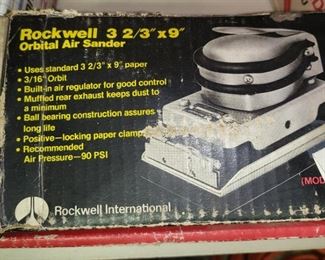 Rockwell 3 2/3" x 9"
Orbital Air Sander
• Uses standard 3 2/3" x 9" paper
• 3/16" Orbit
• Built-in air regulator for good control
• Muffled rear exhaust keeps dust to
a minimum
• Ball bearing construction assures
long life
• Positive-locking paper clamp
• Recommended
Air Pressure—90 PSI
(MOD
Rockwell International